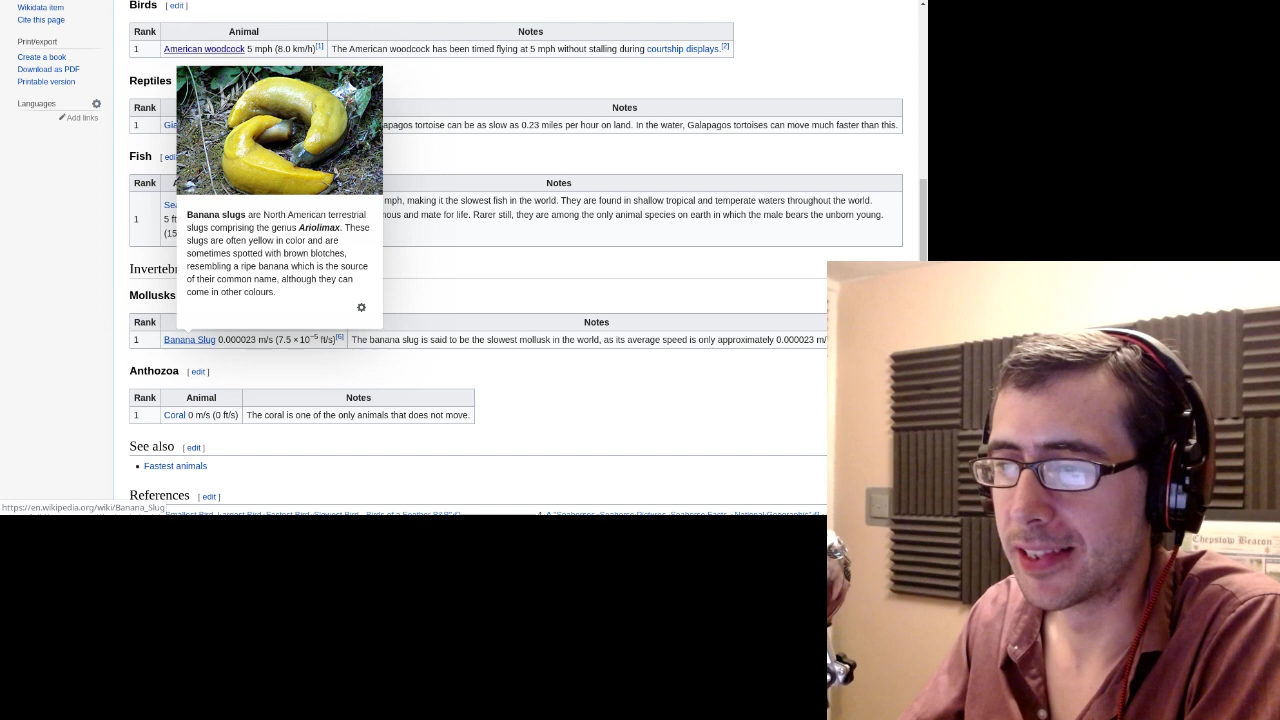 Wikidata item
Cite this page
Print/export
Create a book
Download as PDF
Printable version
Languages
Add links
Birds [ edit ]
Rank Animal Notes
1 American woodcock 5 mph (8.0 km/h)[1] The American woodcock has been timed flying at 5 mph without stalling during courtship displays.[2]
Reptiles
Rank Notes
1 apagos tortoise can be as slow as 0.23 miles per hour on land. In the water, Galapagos tortoises can move much faster than this.
Fish
Rank Notes
mph, making it the slowest fish in the world. They are found in shallow tropical and temperate waters throughout the world.
1 5 ft nous and mate for life. Rarer still, they are among the only animal species on earth in which the male bears the unborn young.
(15
Banana slugs are North American terrestrial
slugs comprising the genus Ariolimax. These
slugs are often yellow in color and are
sometimes spotted with brown blotches,
resembling a ripe banana which is the source
of their common name, although they can
come in other colours.
Invertebr
Mollusks
Rank Notes
1 Banana Slug 0.000023 m/s (7.5 × 10−5 ft/s)[6] The banana slug is said to be the slowest mollusk in the world, as its average speed is only approximately 0.000023 m/
Anthozoa [ edit ]
Rank Animal Notes
1 Coral 0 m/s (0 ft/s) The coral is one of the only animals that does not move.
See also [ edit ]
• Fastest animals
References [ edit ]
https://en.wikipedia.org/wiki/Banana_Slug
Chepstow Beacon